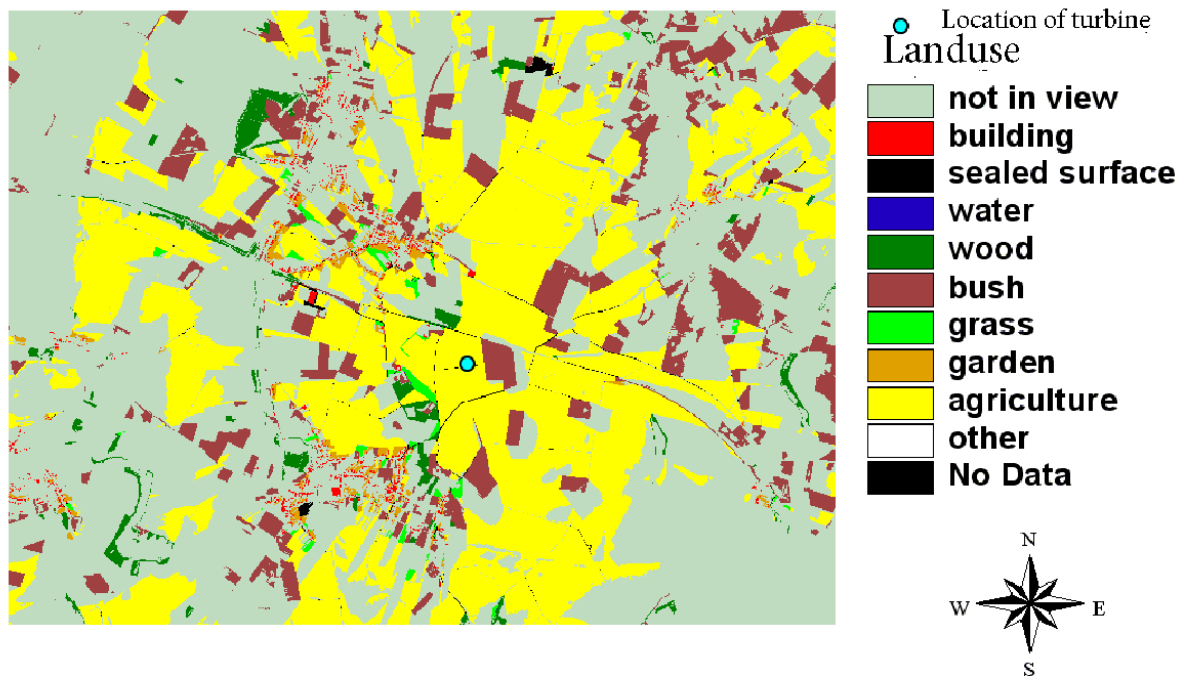 Location of turbine
Landuse
not in view
building
sealed surface
water
wood
bush
grass
garden
agriculture
other
No Data
N
W E
S